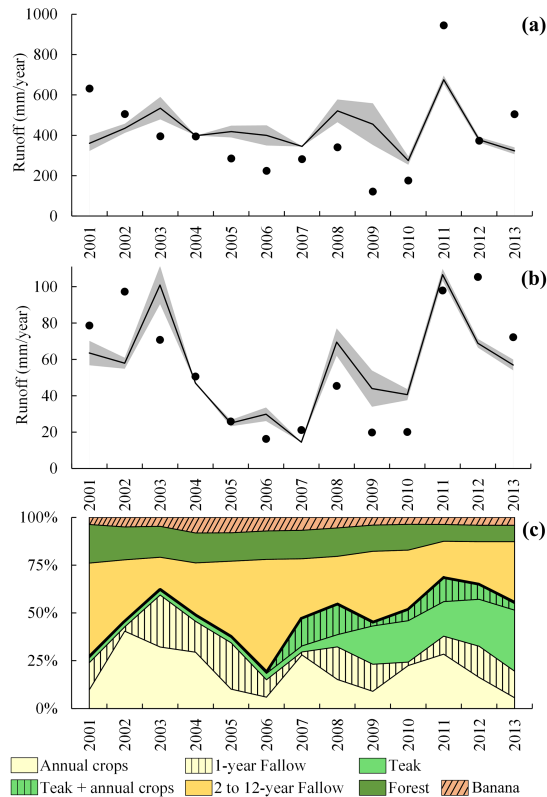 (a)
Runoff (mm/year)
1000
800
600
400
200
0
2001 2002 2003 2004 2005 2006 2007 2008 2009 2010 2011 2012 2013
(b)
Runoff (mm/year)
100
80
60
40
20
0
2001 2002 2003 2004 2005 2006 2007 2008 2009 2010 2011 2012 2013
(c)
100%
75%
50%
25%
0%
2001 2002 2003 2004 2005 2006 2007 2008 2009 2010 2011 2012 2013
Annual crops 1-year Fallow Teak
Teak + annual crops 2 to 12-year Fallow Forest Banana